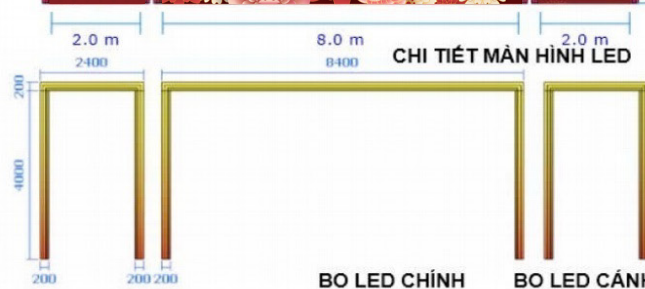 2.0 m 8.0 m 2.0 m
CHI TIẾT MÀN HÌNH LED
2400 8400
200
4000
200 200 200
BO LED CHÍNH BO LED CÁNH